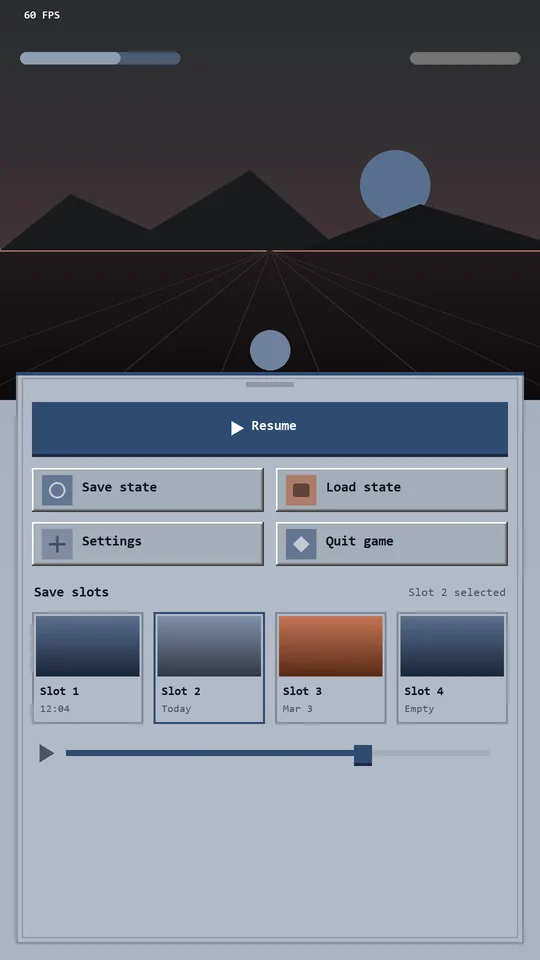 60 FPS
Resume
Save state
Load state
Settings
Quit game
Save slots
Slot 2 selected
Slot 1
12:04
Slot 2
Today
Slot 3
Mar 3
Slot 4
Empty